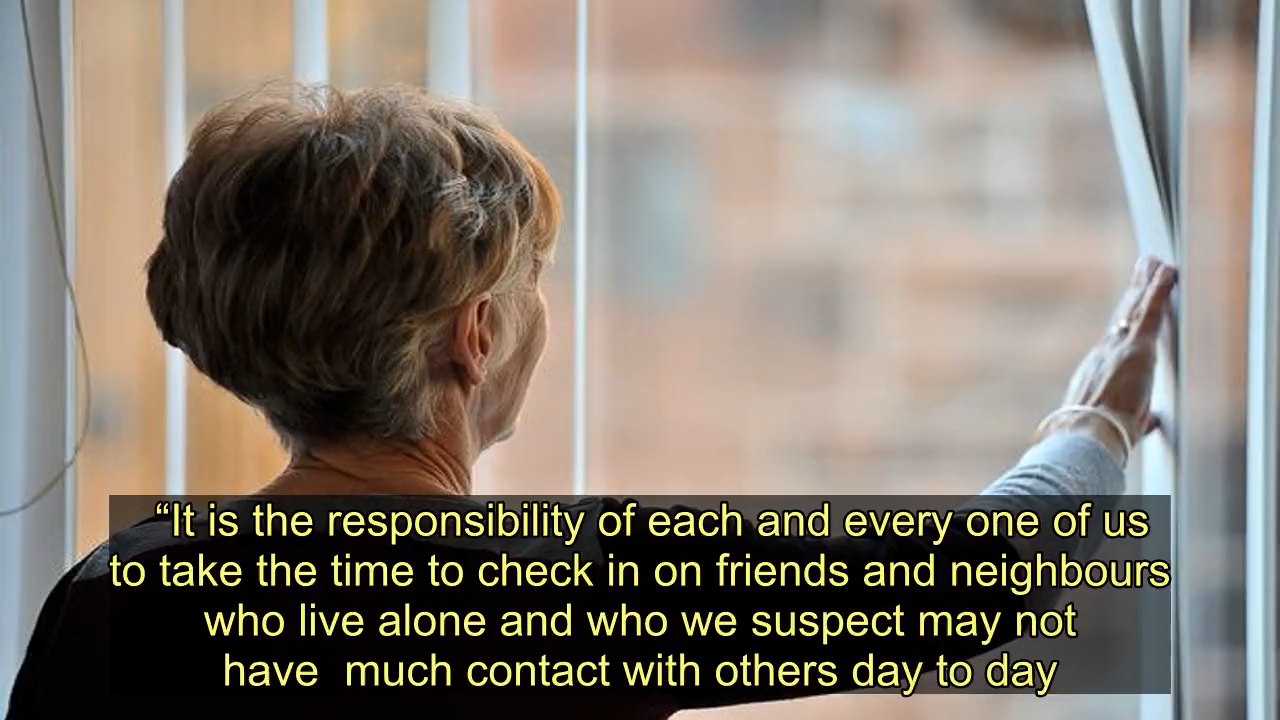 “It is the responsibility of each and every one of us
to take the time to check in on friends and neighbours
who live alone and who we suspect may not
have  much contact with others day to day